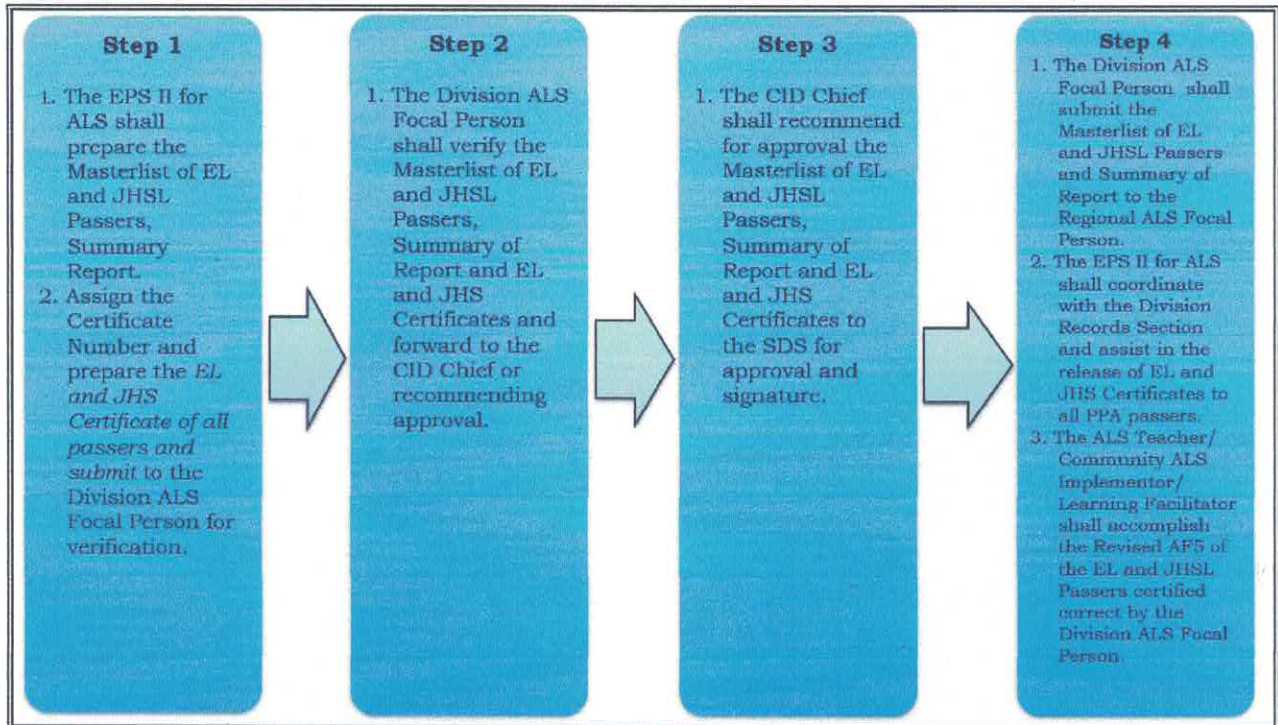 Step 1
1. The EPS II for
ALS shall
prepare the
Masterlist of EL
and JHSL
Passers,
Summary
Report.
2. Assign the
Certificate
Number and
prepare the EL
and JHS
Certificate of all
passers and
submit to the
Division ALS
Focal Person for
verification.
Step 2
1. The Division ALS
Focal Person
shall verify the
Masterlist of EL
and JHSL
Passers,
Summary of
Report and EL
and JHS
Certificates and
forward to the
CID Chief or
recommending
approval.
Step 3
1. The CID Chief
shall recommend
for approval the
Masterlist of EL
and JHSL
Passers,
Summary of
Report and EL
and JHS
Certificates to
the SDS for
approval and
signature.
Step 4
1. The Division ALS
Focal Person shall
submit the
Masterlist of EL
and JHSL Passers
and Summary of
Report to the
Regional ALS Focal
Person.
2. The EPS II for ALS
shall coordinate
with the Division
Records Section
and assist in the
release of EL and
JHS Certificates to
all PPA passers.
3. The ALS Teacher/
Community ALS
Implementor/
Learning Facilitator
shall accomplish
the Revised AF5 of
the EL and JHSL
Passers certified
correct by the
Division ALS Focal
Person.